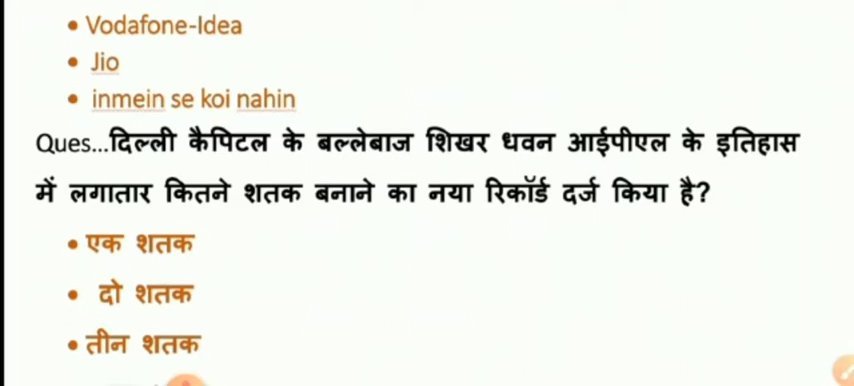 • Vodafone-Idea
• Jio
• inmein se koi nahin
Ques...दिल्ली कैपिटल के बल्लेबाज शिखर धवन आईपीएल के इतिहास
में लगातार कितने शतक बनाने का नया रिकॉर्ड दर्ज किया है?
• एक शतक
• दो शतक
• तीन शतक